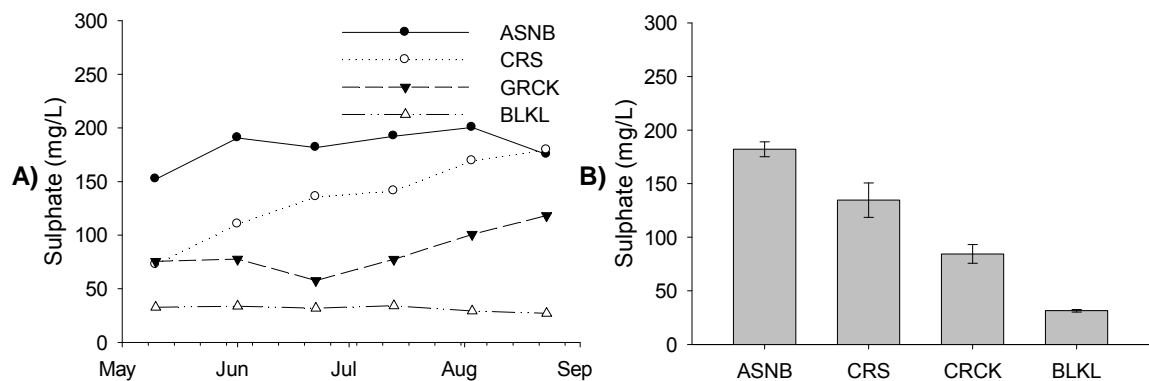 A)
Sulphate (mg/L)
300
250
200
150
100
50
0
May Jun Jul Aug Sep
ASNB
CRS
GRCK
BLKL
B)
Sulphate (mg/L)
300
250
200
150
100
50
0
ASNB CRS CRCK BLKL